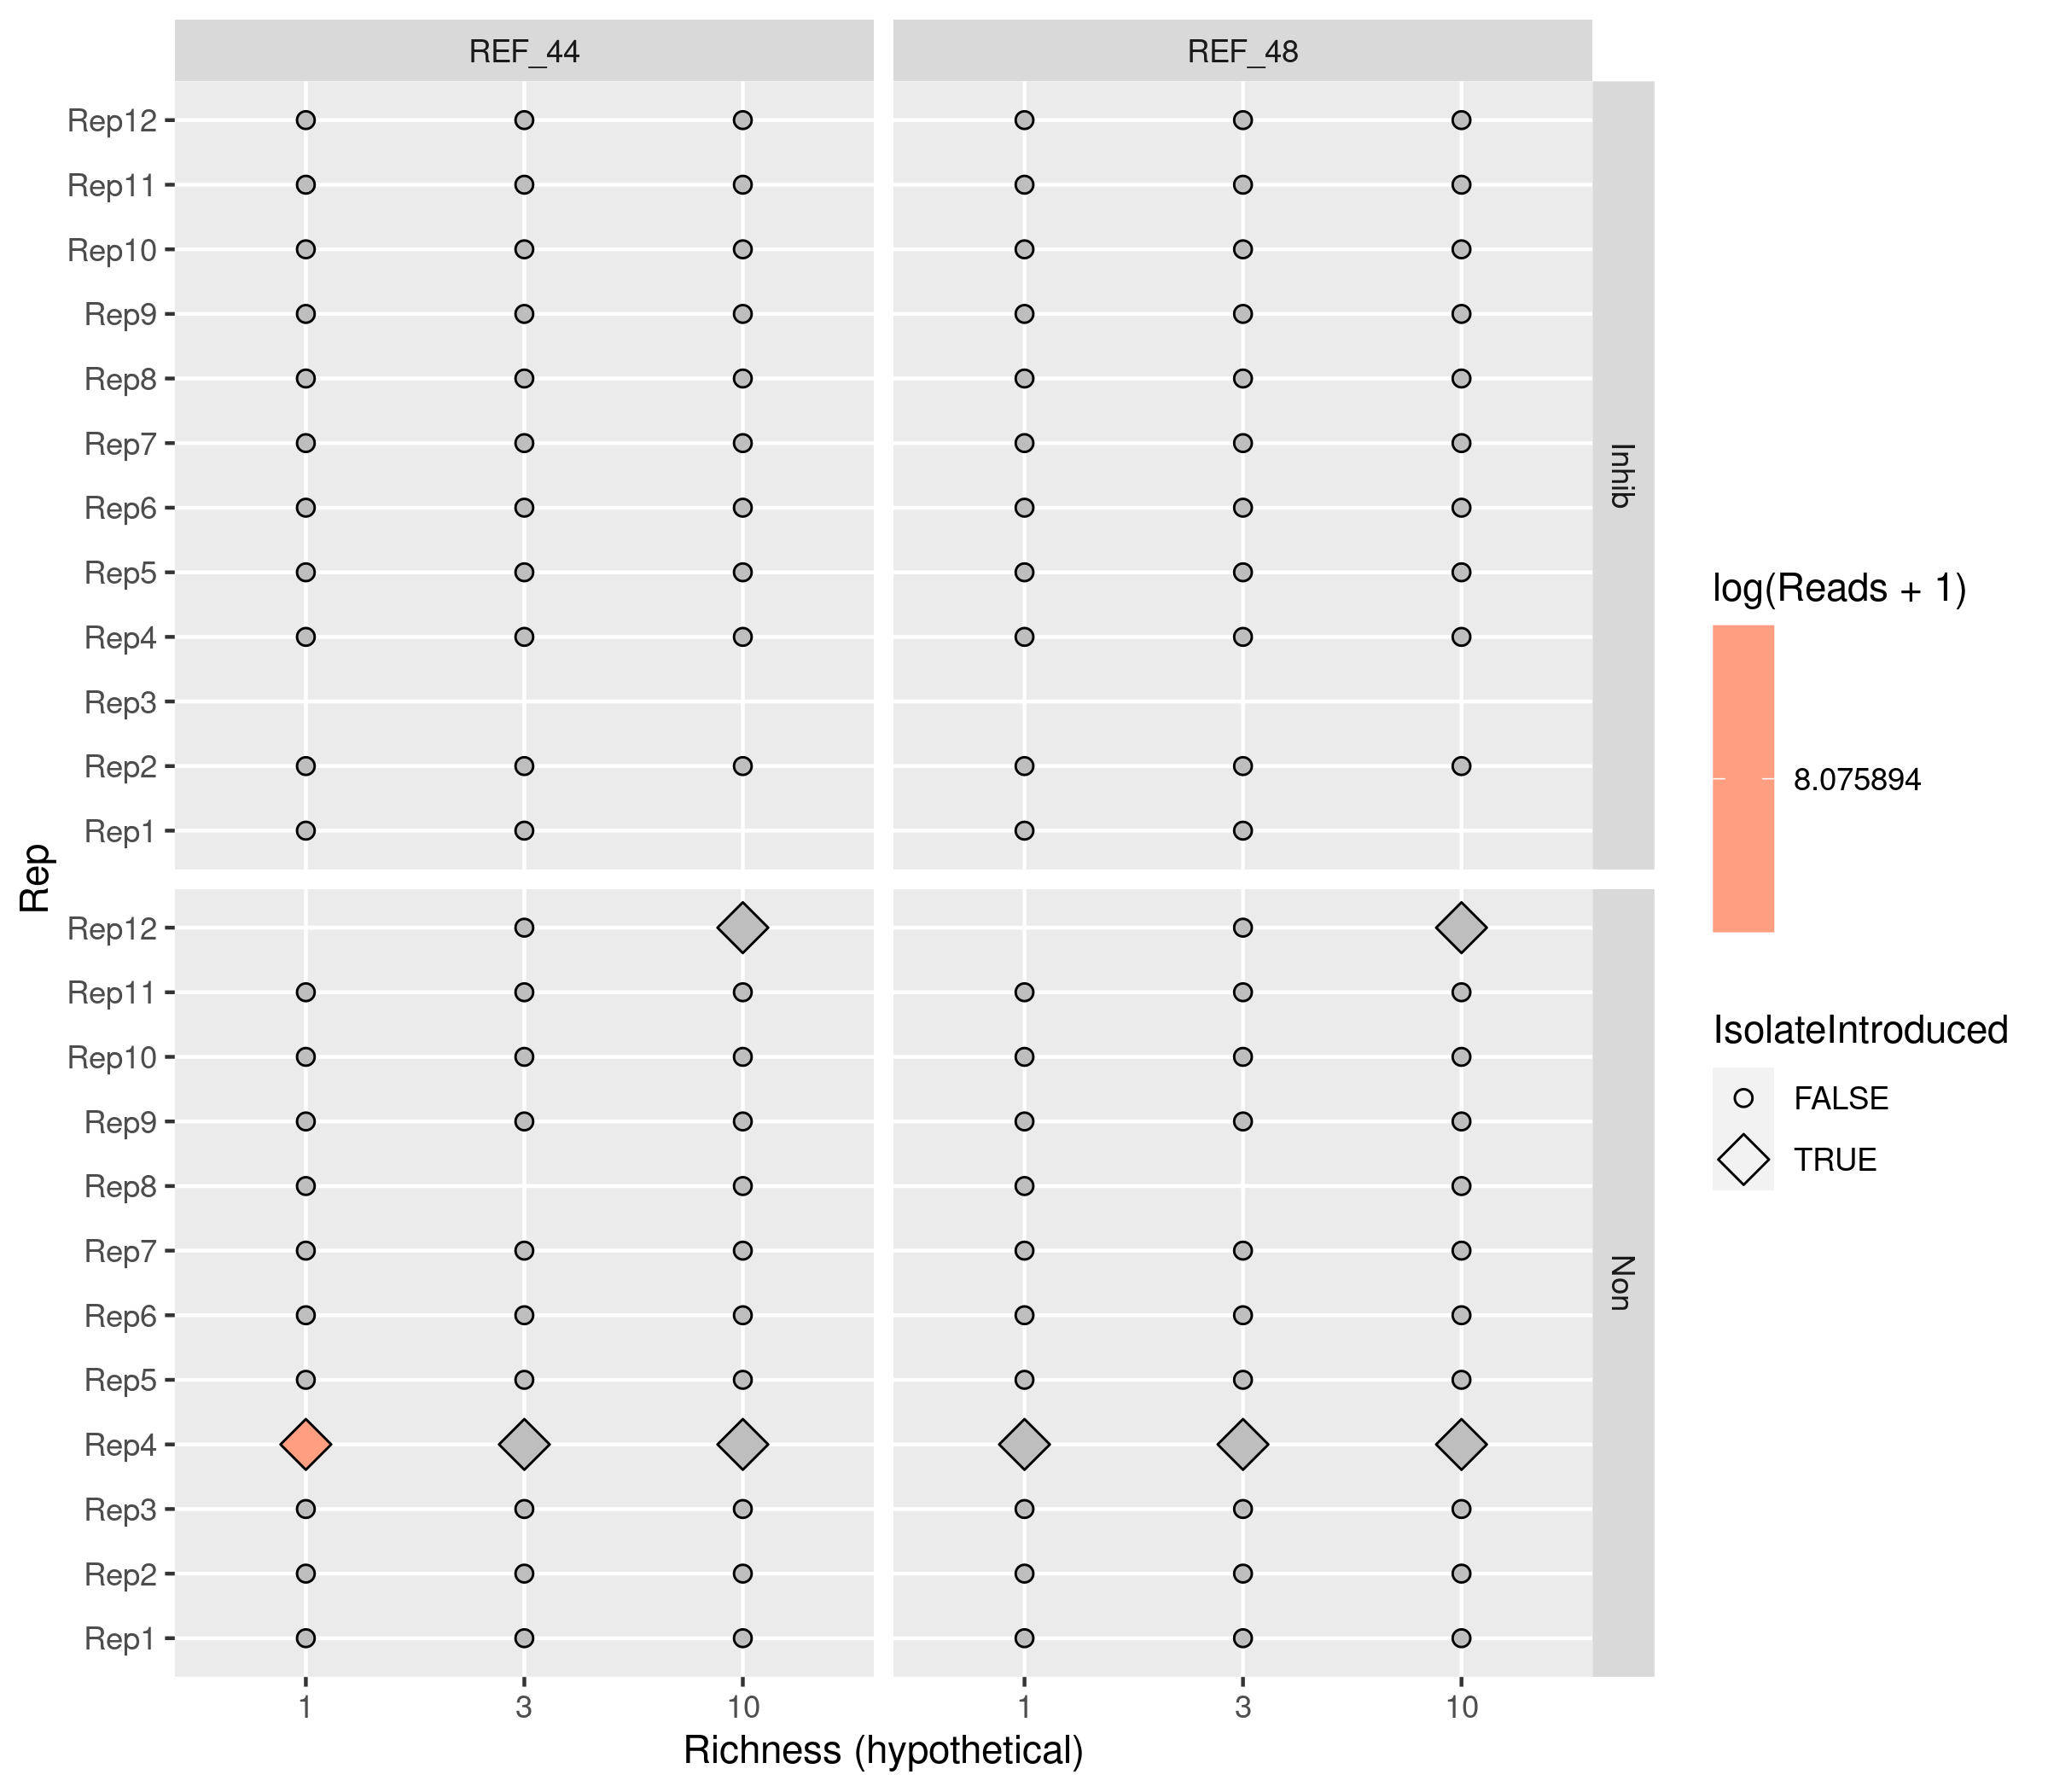 REF_44
REF_48
Rep12
Rep11
Rep10
Rep9
Rep8
Rep7
Rep6
Rep5
Rep4
Rep3
Rep2
Rep1
Inhib
Rep
Rep12
Rep11
Rep10
Rep9
Rep8
Rep7
Rep6
Rep5
Rep4
Rep3
Rep2
Rep1
Non
1
3
10
1
3
10
Richness (hypothetical)
log(Reads + 1)
8.075894
IsolateIntroduced
FALSE
TRUE